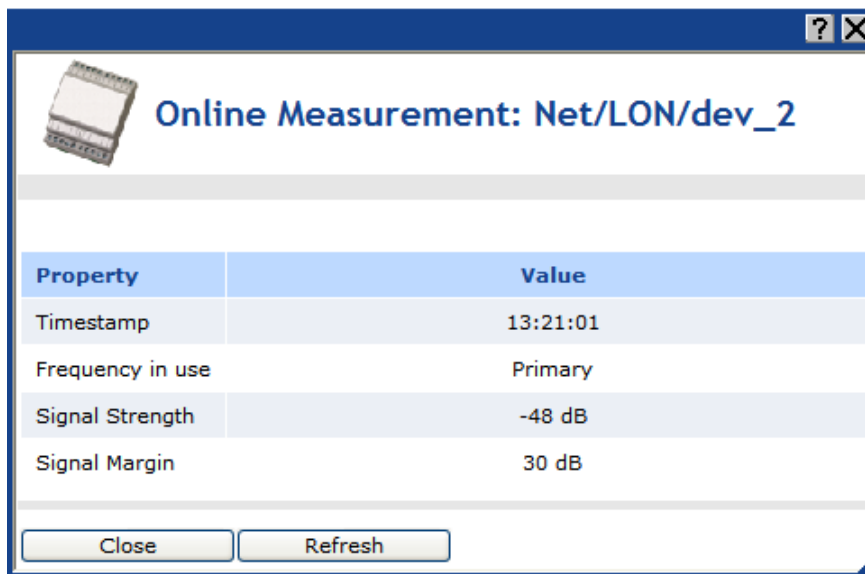 ?
Online Measurement: Net/LON/dev_2
Property Value
Timestamp 13:21:01
Frequency in use Primary
Signal Strength -48 dB
Signal Margin 30 dB
Close Refresh